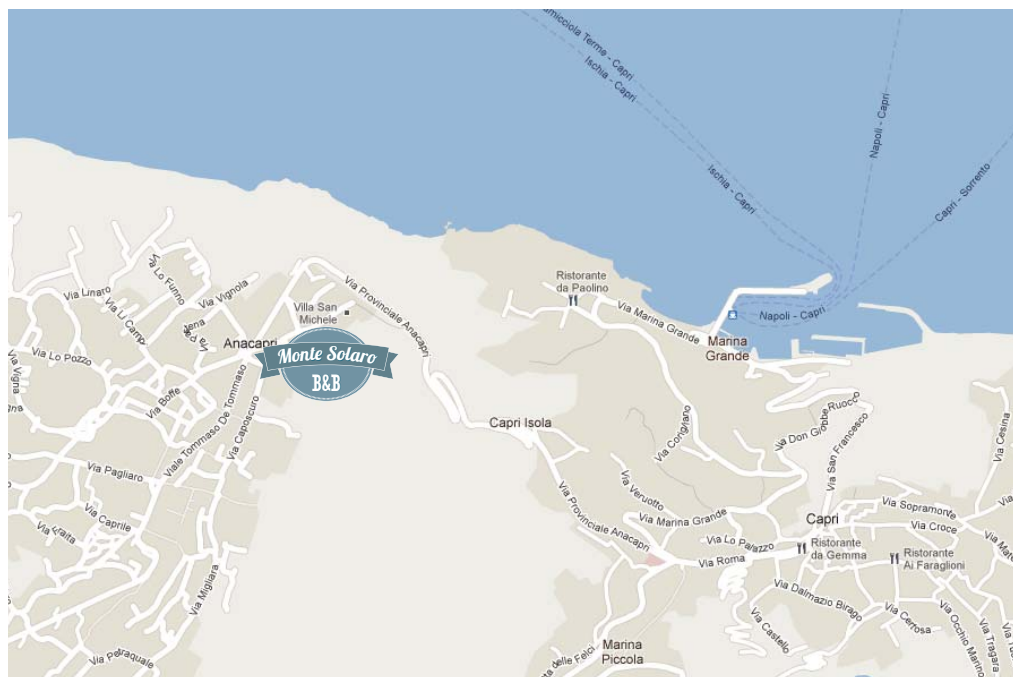 amicciola Terme - Capri
Ischia - Capri
Napoli - Capri
Ischia - Capri
Capri - Sorrento
Via Linaro
Via Lo Funno
Via Vignola
Via Li Campi
Villa San
Michele
Via Provinciale Anacapri
Ristorante
da Paolino
Via Marina Grande
Napoli - Capri
Marina
Grande
Anacapri
Monte Solaro
B&B
Via Lo Pozzo
Via Vigna
Via Boffe
Viale Tommaso De Tommaso
Via Caposcuro
Capri Isola
Via Don Giobbe Ruocco
Via San Francesco
Via Cesina
Via Pagliaro
Via Veruotto
Via Provinciale Anacapri
Via Marina Grande
Via Caprile
Capri
Via Sopramonte
Via Croce
Via Lo Palazzo
Via Roma
Ristorante
da Gemma
Ristorante
Ai Faraglioni
Via Migliara
Via Dalmazio Birago
Via Castello
Via Certosa
Via Occhio Marino
Via Tragara
Marina
Piccola
delle Felci